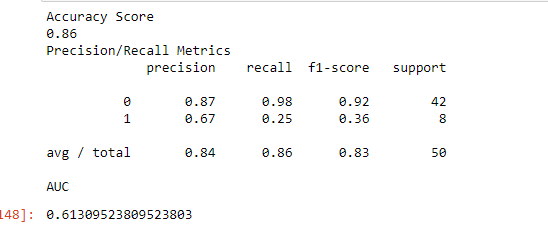 Accuracy Score
0.86
Precision/Recall Metrics
precision recall f1-score support
0 0.87 0.98 0.92 42
1 0.67 0.25 0.36 8
avg / total 0.84 0.86 0.83 50
AUC
148]: 0.61309523809523803